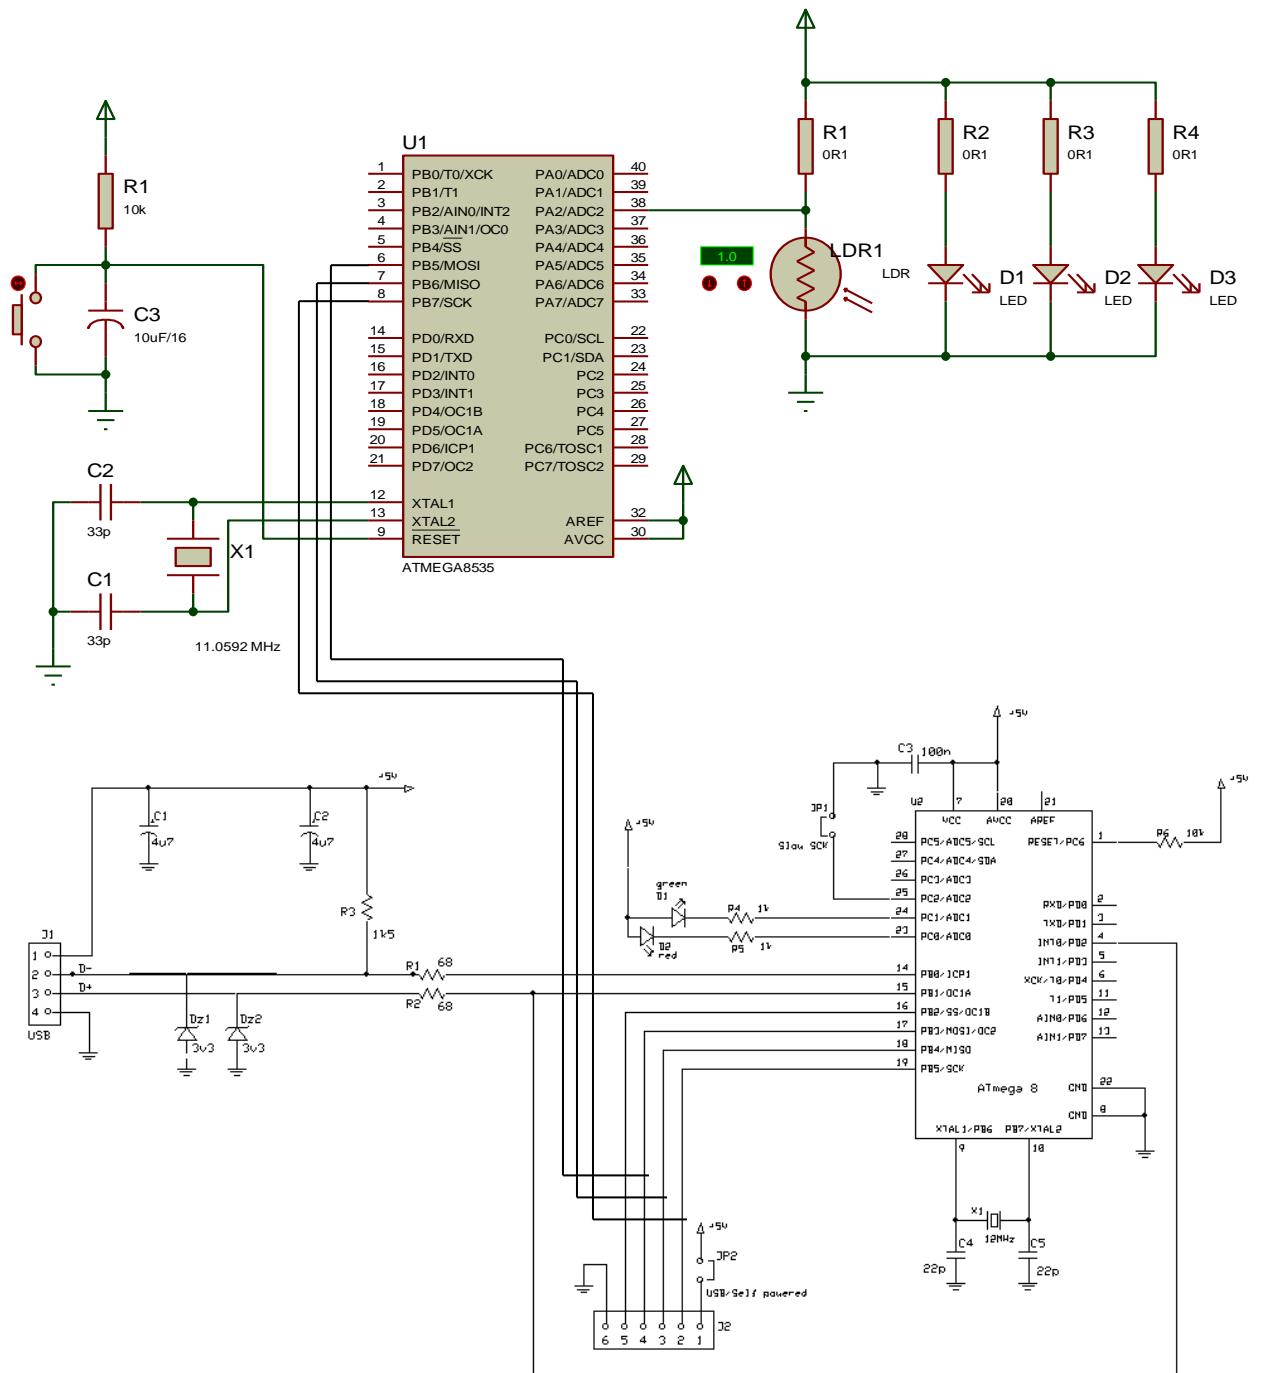 U1
R1
10k
C3
10uF/16
1 PB0/T0/XCK
2 PB1/T1
3 PB2/AIN0/INT2
4 PB3/AIN1/OC0
5 PB4/SS
6 PB5/MOSI
7 PB6/MISO
8 PB7/SCK
14 PD0/RXD
15 PD1/TXD
16 PD2/INT0
17 PD3/INT1
18 PD4/OC1B
19 PD5/OC1A
20 PD6/ICP1
21 PD7/OC2
12 XTAL1
13 XTAL2
9 RESET
PA0/ADC0 40
PA1/ADC1 39
PA2/ADC2 38
PA3/ADC3 37
PA4/ADC4 36
PA5/ADC5 35
PA6/ADC6 34
PA7/ADC7 33
PC0/SCL 22
PC1/SDA 23
PC2 24
PC3 25
PC4 26
PC5 27
PC6/TOSC1 28
PC7/TOSC2 29
AREF 32
AVCC 30
ATMEGA8535
R1
0R1
R2
0R1
R3
0R1
R4
0R1
1.0
LDR1
LDR
D1
LED
D2
LED
D3
LED
C2
33p
C1
33p
X1
11.0592 MHz
+5V
C1
4u7
C2
4u7
R3
1k5
J1
1
2
3
4
USB
D-
D+
R1 68
R2 68
Dz1
3v3
Dz2
3v3
+5V
C3 100n
+5V
JP1
Slow SCK
+5V
green
D1
D2
red
R4 1k
R5 1k
U2
7 VCC
20 AVCC
21 AREF
28 PC5/ADC5/SCL
27 PC4/ADC4/SDA
26 PC3/ADC3
25 PC2/ADC2
24 PC1/ADC1
23 PC0/ADC0
14 PB0/ICP1
15 PB1/OC1A
16 PB2/SS/OC1B
17 PB3/MOSI/OC2
18 PB4/MISO
19 PB5/SCK
RESET/PC6 1
R6 10k
RXD/PD0 2
TXD/PD1 3
INT0/PD2 4
INT1/PD3 5
XCK/T0/PD4 6
T1/PD5 11
AIN0/PD6 12
AIN1/PD7 13
ATmega 8
GND 22
GND 8
XTAL1/PB6 PB7/XTAL2
9 10
X1
12MHz
C4
22p
C5
22p
+5V
JP2
USB/Self powered
J2
6 5 4 3 2 1